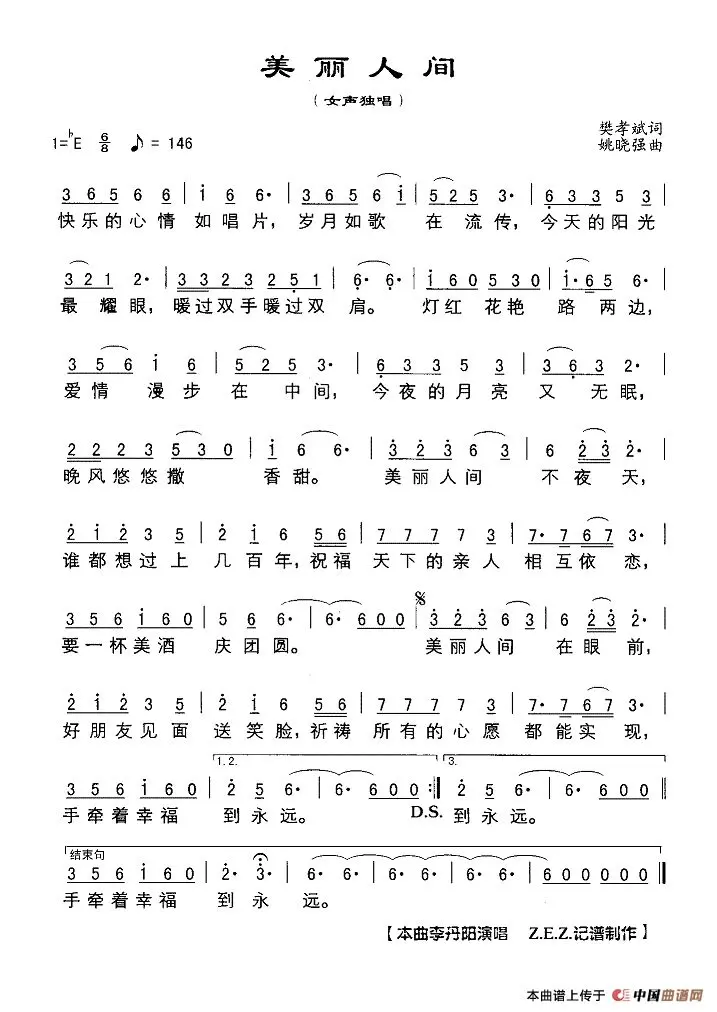 美丽人间
（女声独唱）
樊孝斌词
1=♭E 6/8 ♪= 146
姚晓强曲
3 6 5 6 6 | i 6 6· | 3 6 5 6 i | 5 2 5 3· | 6 3 3 5 3 |
快乐的心情如唱片，岁月如歌 在 流传，今天的阳光
3 2 1 2· | 3 3 2 3 2 5 1 | 6· 6· | i 6 0 5 3 0 | i· 6 5 6· |
最 耀 眼，暖过双手暖过双 肩。 灯红 花艳 路 两边，
3 5 6 i 6 | 5 2 5 3· | 6 3 3 5 3 | 3 6 3 2· |
爱情 漫 步 在 中间，今夜的月 亮 又 无眠，
2 2 2 3 5 3 0 | i 6 6· | 3 2 3 6 3 | 6 2 3 2· |
晚风悠悠撒 香甜。 美丽人间 不夜天，
2 i 2 3 5 | 2 i 6 5 6 | 7 7 7 7 3 | 7· 7 6 7 3· |
谁都想过上 几百年，祝福 天下的亲人 相互依 恋，
3 5 6 i 6 0 | 5 6 6· | 6· 6· | 6· 6 0 0 | 3 2 3 6 3 | 6 2 3 2· |
要一杯美酒 庆团圆。 美丽人间 在眼 前，
2 i 2 3 5 | 2 i 6 5 6 | 7 7 7 7 3 | 7· 7 6 7 3· |
好朋友见面 送笑脸，祈祷 所有的心愿 都能实现，
1. 2. 3.
3 5 6 i 6 0 | 2 5 6· | 6· 6· | 6· 6 0 0 :‖ 2 5 6· | 6· 6· | 6· 6 0 0 ‖
手牵着幸福 到永远。 D.S. 到永远。
结束句
3 5 6 i 6 0 | 2· 3· | 6· 6· | 6· 6· | 6· 6· | 6 0 0 0 0 0 ‖
手牵着幸福 到 永 远。
【本曲李丹阳演唱 Z.E.Z.记谱制作】
本曲谱上传于 中国曲谱网